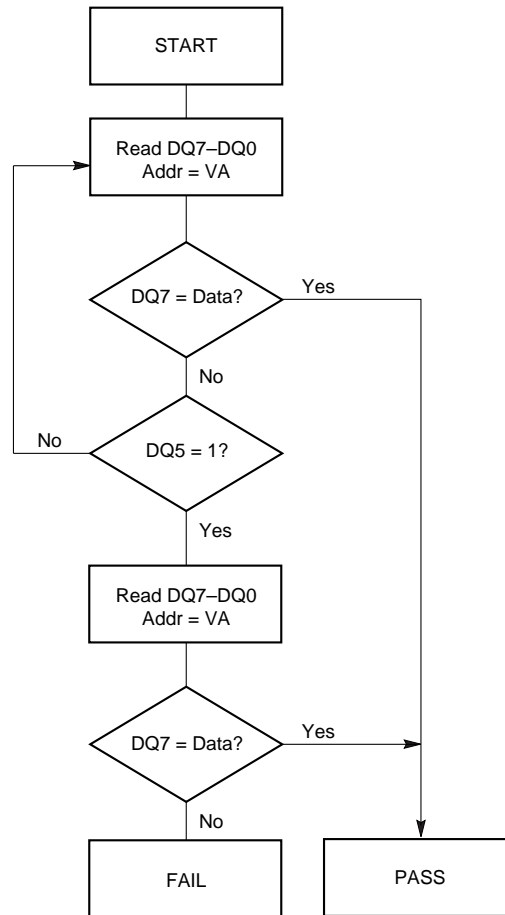 START
Read DQ7–DQ0
Addr = VA
DQ7 = Data?
Yes
No
No
DQ5 = 1?
Yes
Read DQ7–DQ0
Addr = VA
DQ7 = Data?
Yes
No
FAIL
PASS